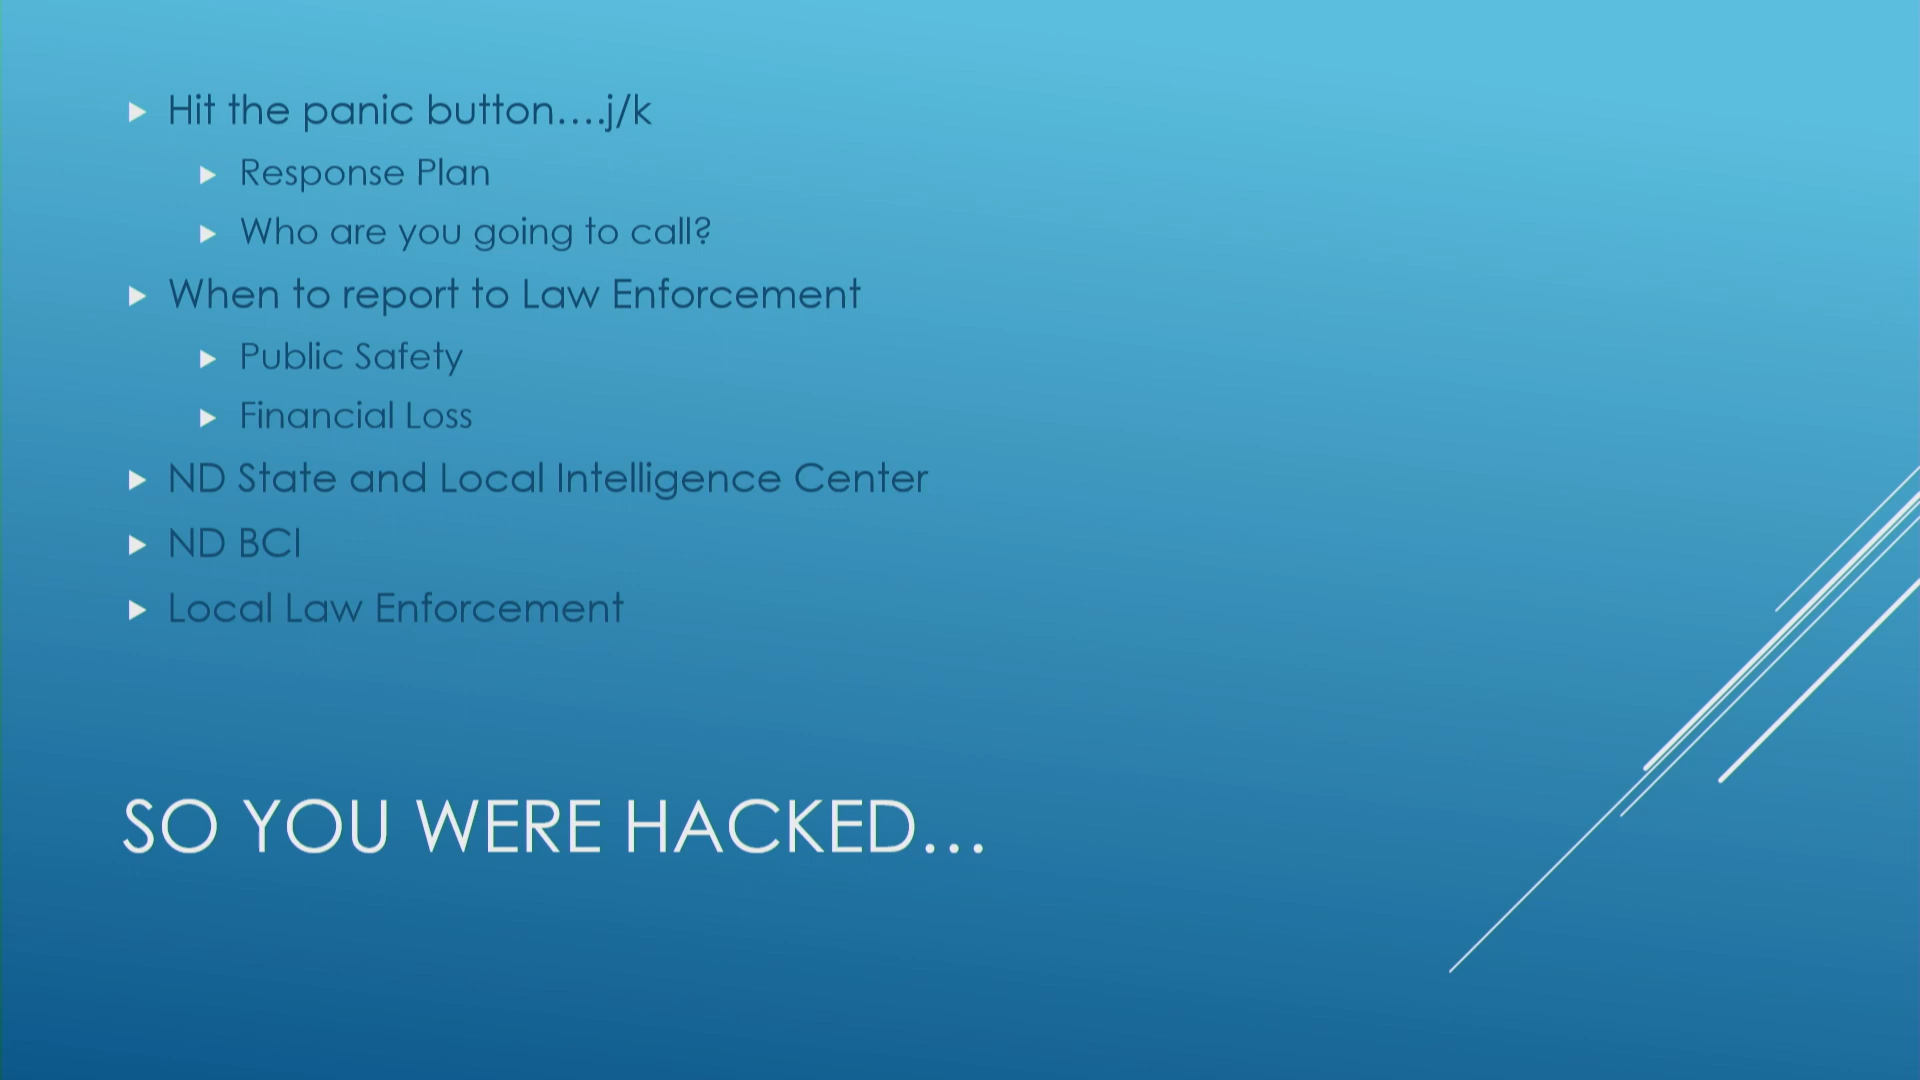 Hit the panic button....j/k
Response Plan
Who are you going to call?
When to report to Law Enforcement
Public Safety
Financial Loss
ND State and Local Intelligence Center
ND BCI
Local Law Enforcement
SO YOU WERE HACKED...